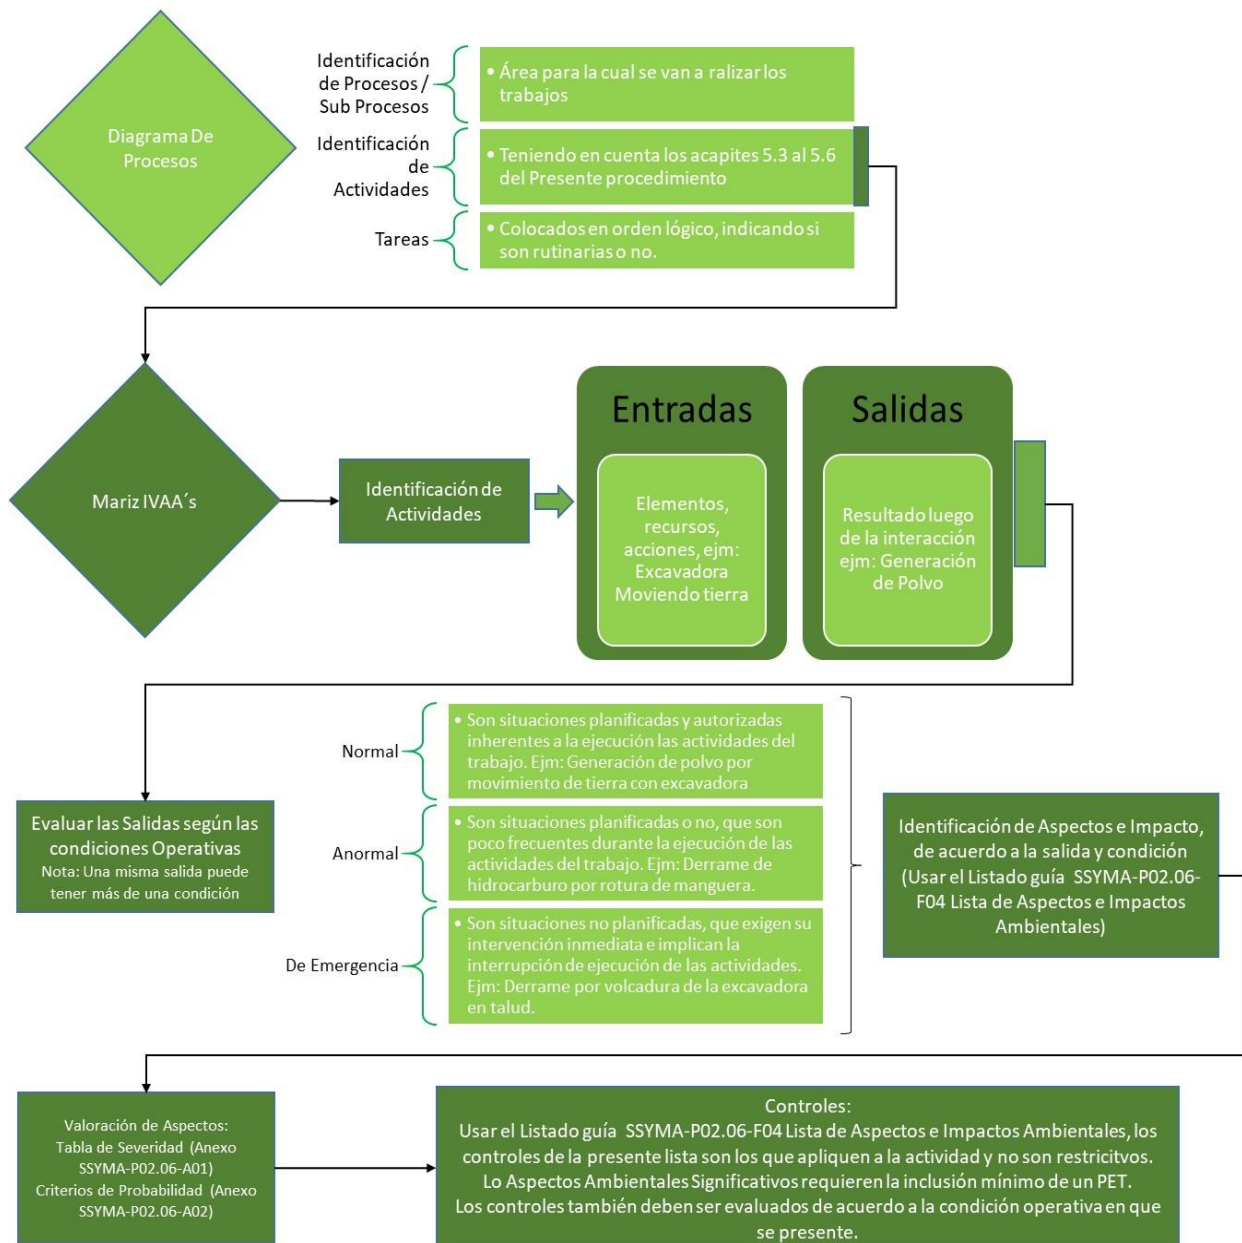 Diagrama De
Procesos
Identificación
de Procesos /
Sub Procesos
• Área para la cual se van a ralizar los
trabajos
Identificación
de
Actividades
• Teniendo en cuenta los acapites 5.3 al 5.6
del Presente procedimiento
Tareas
• Colocados en orden lógico, indicando si
son rutinarias o no.
Mariz IVAA´s
Identificación de
Actividades
Entradas
Elementos,
recursos,
acciones, ejm:
Excavadora
Moviendo tierra
Salidas
Resultado luego
de la interacción
ejm: Generación
de Polvo
Evaluar las Salidas según las
condiciones Operativas
Nota: Una misma salida puede
tener más de una condición
Normal
• Son situaciones planificadas y autorizadas
inherentes a la ejecución las actividades del
trabajo. Ejm: Generación de polvo por
movimiento de tierra con excavadora
Anormal
• Son situaciones planificadas o no, que son
poco frecuentes durante la ejecución de las
actividades del trabajo. Ejm: Derrame de
hidrocarburo por rotura de manguera.
De Emergencia
• Son situaciones no planificadas, que exigen su
intervención inmediata e implican la
interrupción de ejecución de las actividades.
Ejm: Derrame por volcadura de la excavadora
en talud.
Identificación de Aspectos e Impacto,
de acuerdo a la salida y condición
(Usar el Listado guía SSYMA-P02.06-
F04 Lista de Aspectos e Impactos
Ambientales)
Valoración de Aspectos:
Tabla de Severidad (Anexo
SSYMA-P02.06-A01)
Criterios de Probabilidad (Anexo
SSYMA-P02.06-A02)
Controles:
Usar el Listado guía SSYMA-P02.06-F04 Lista de Aspectos e Impactos Ambientales, los
controles de la presente lista son los que apliquen a la actividad y no son restricitvos.
Lo Aspectos Ambientales Significativos requieren la inclusión mínimo de un PET.
Los controles también deben ser evaluados de acuerdo a la condición operativa en que
se presente.